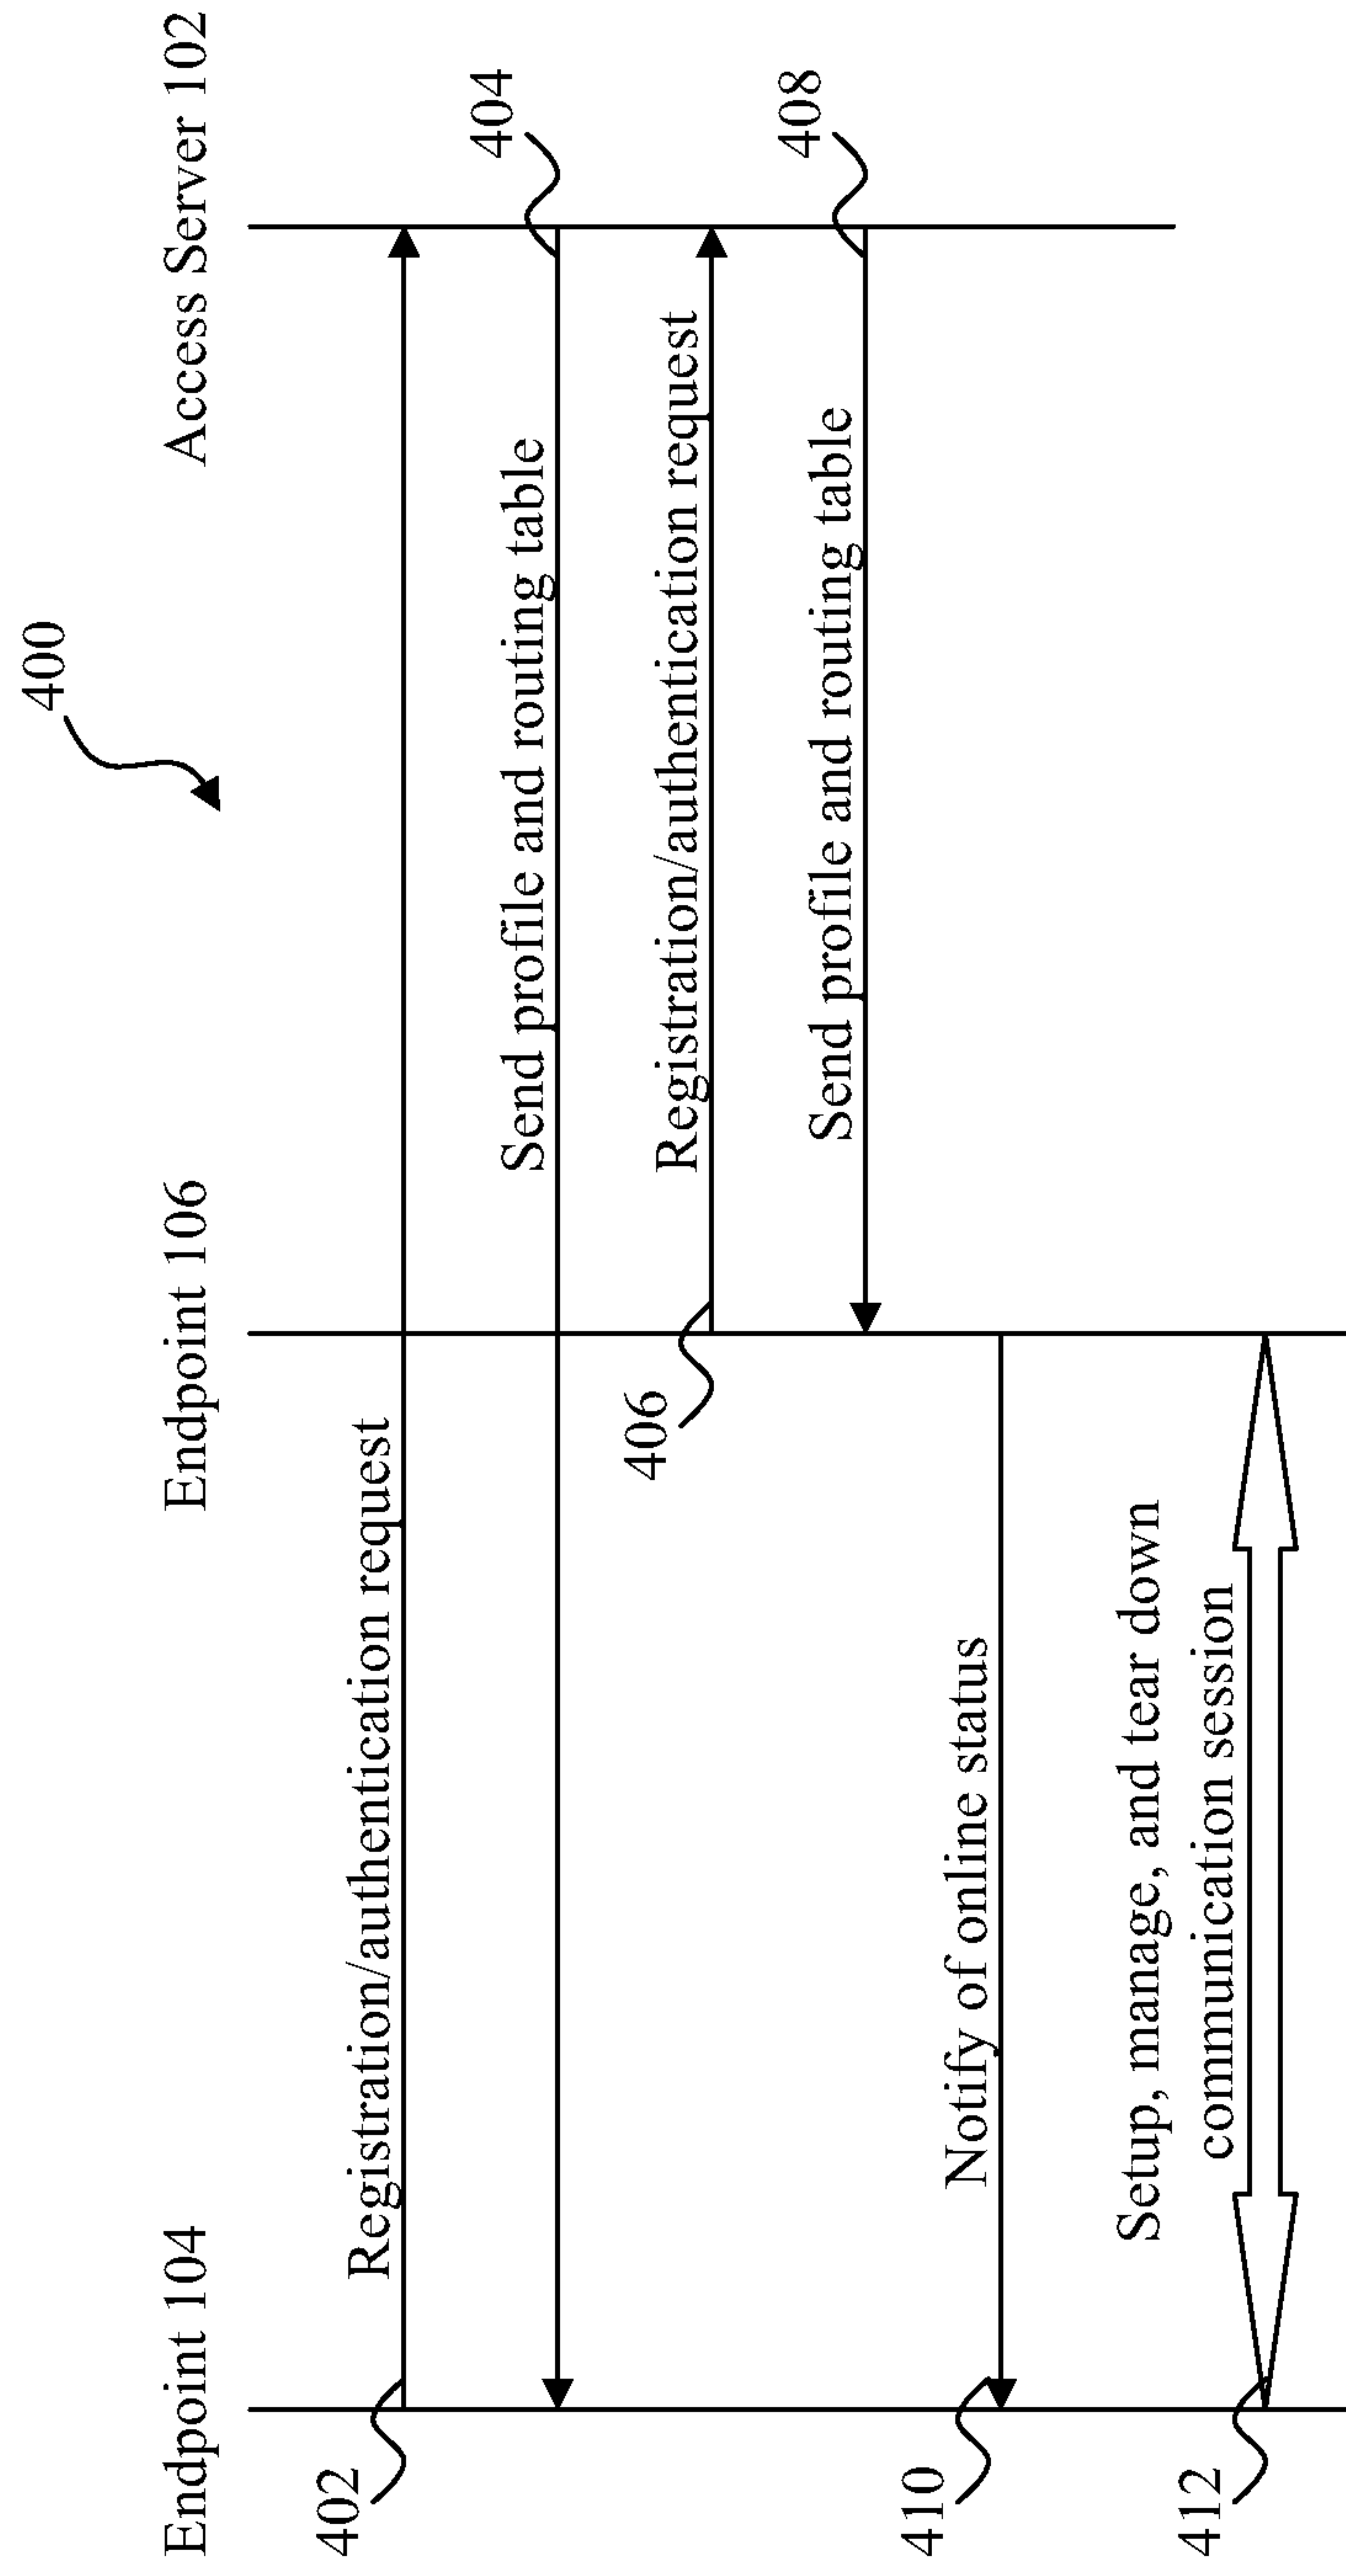 400
Endpoint 104
Endpoint 106
Access Server 102
402
Registration/authentication request
Send profile and routing table
404
406
Registration/authentication request
Send profile and routing table
408
410
Notify of online status
412
Setup, manage, and tear down
communication session